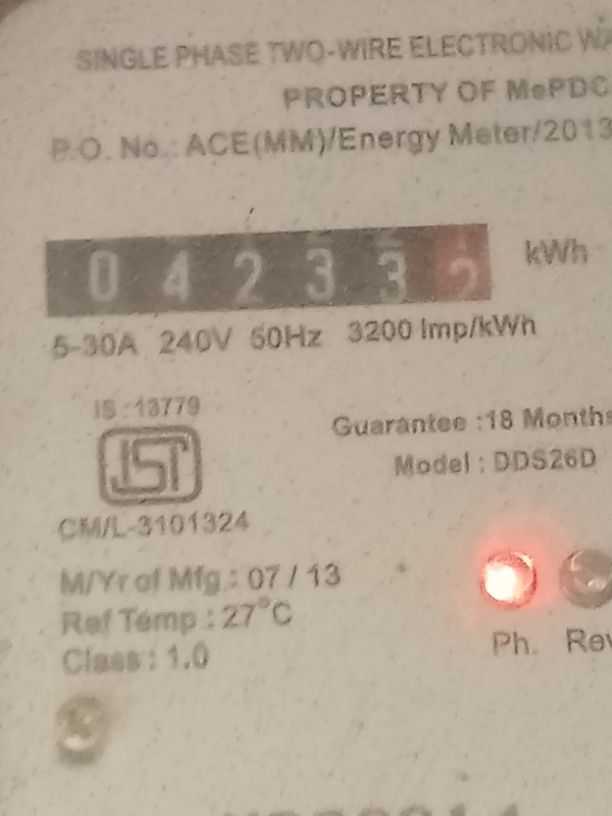 SINGLE PHASE TWO-WIRE ELECTRONIC
PROPERTY OF MePDC
P.O. No.: ACE(MM)/Energy Meter/2013
0 4 2 3 3 2 kWh
5-30A 240V 50Hz 3200 Imp/kWh
IS : 13779
Guarantee : 18 Months
ISI
Model : DDS26D
CM/L-3101324
M/Yr of Mfg.: 07 / 13
Ref Temp : 27°C
Class : 1.0
Ph. Rev